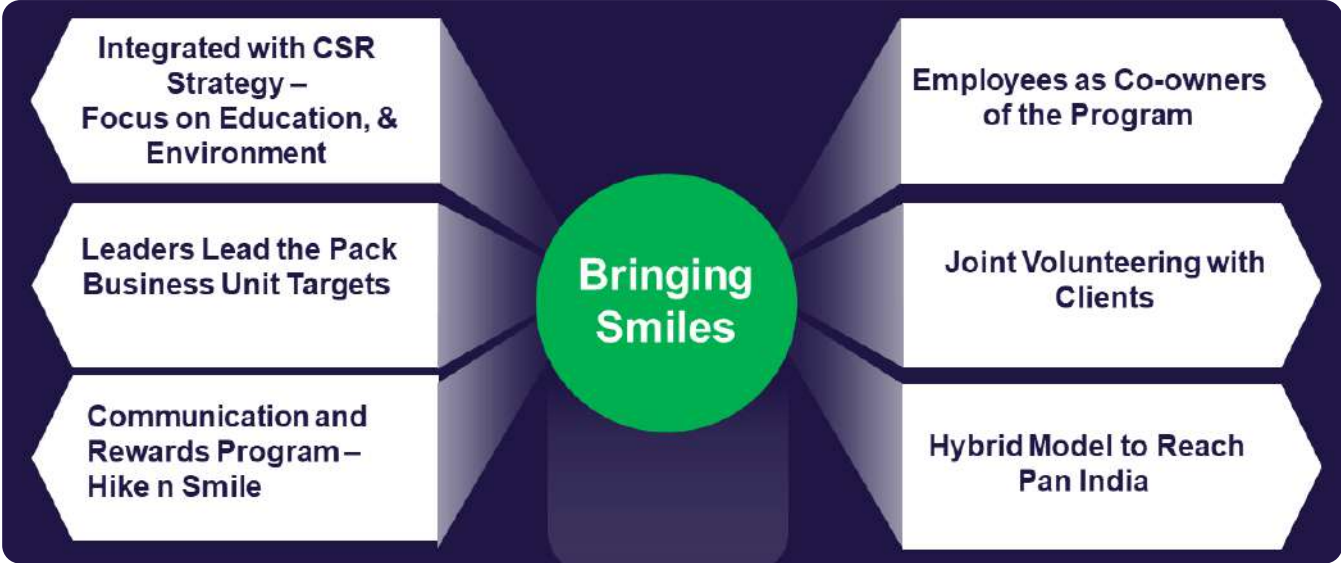 Integrated with CSR
Strategy –
Focus on Education, &
Environment
Leaders Lead the Pack
Business Unit Targets
Communication and
Rewards Program –
Hike n Smile
Bringing
Smiles
Employees as Co-owners
of the Program
Joint Volunteering with
Clients
Hybrid Model to Reach
Pan India